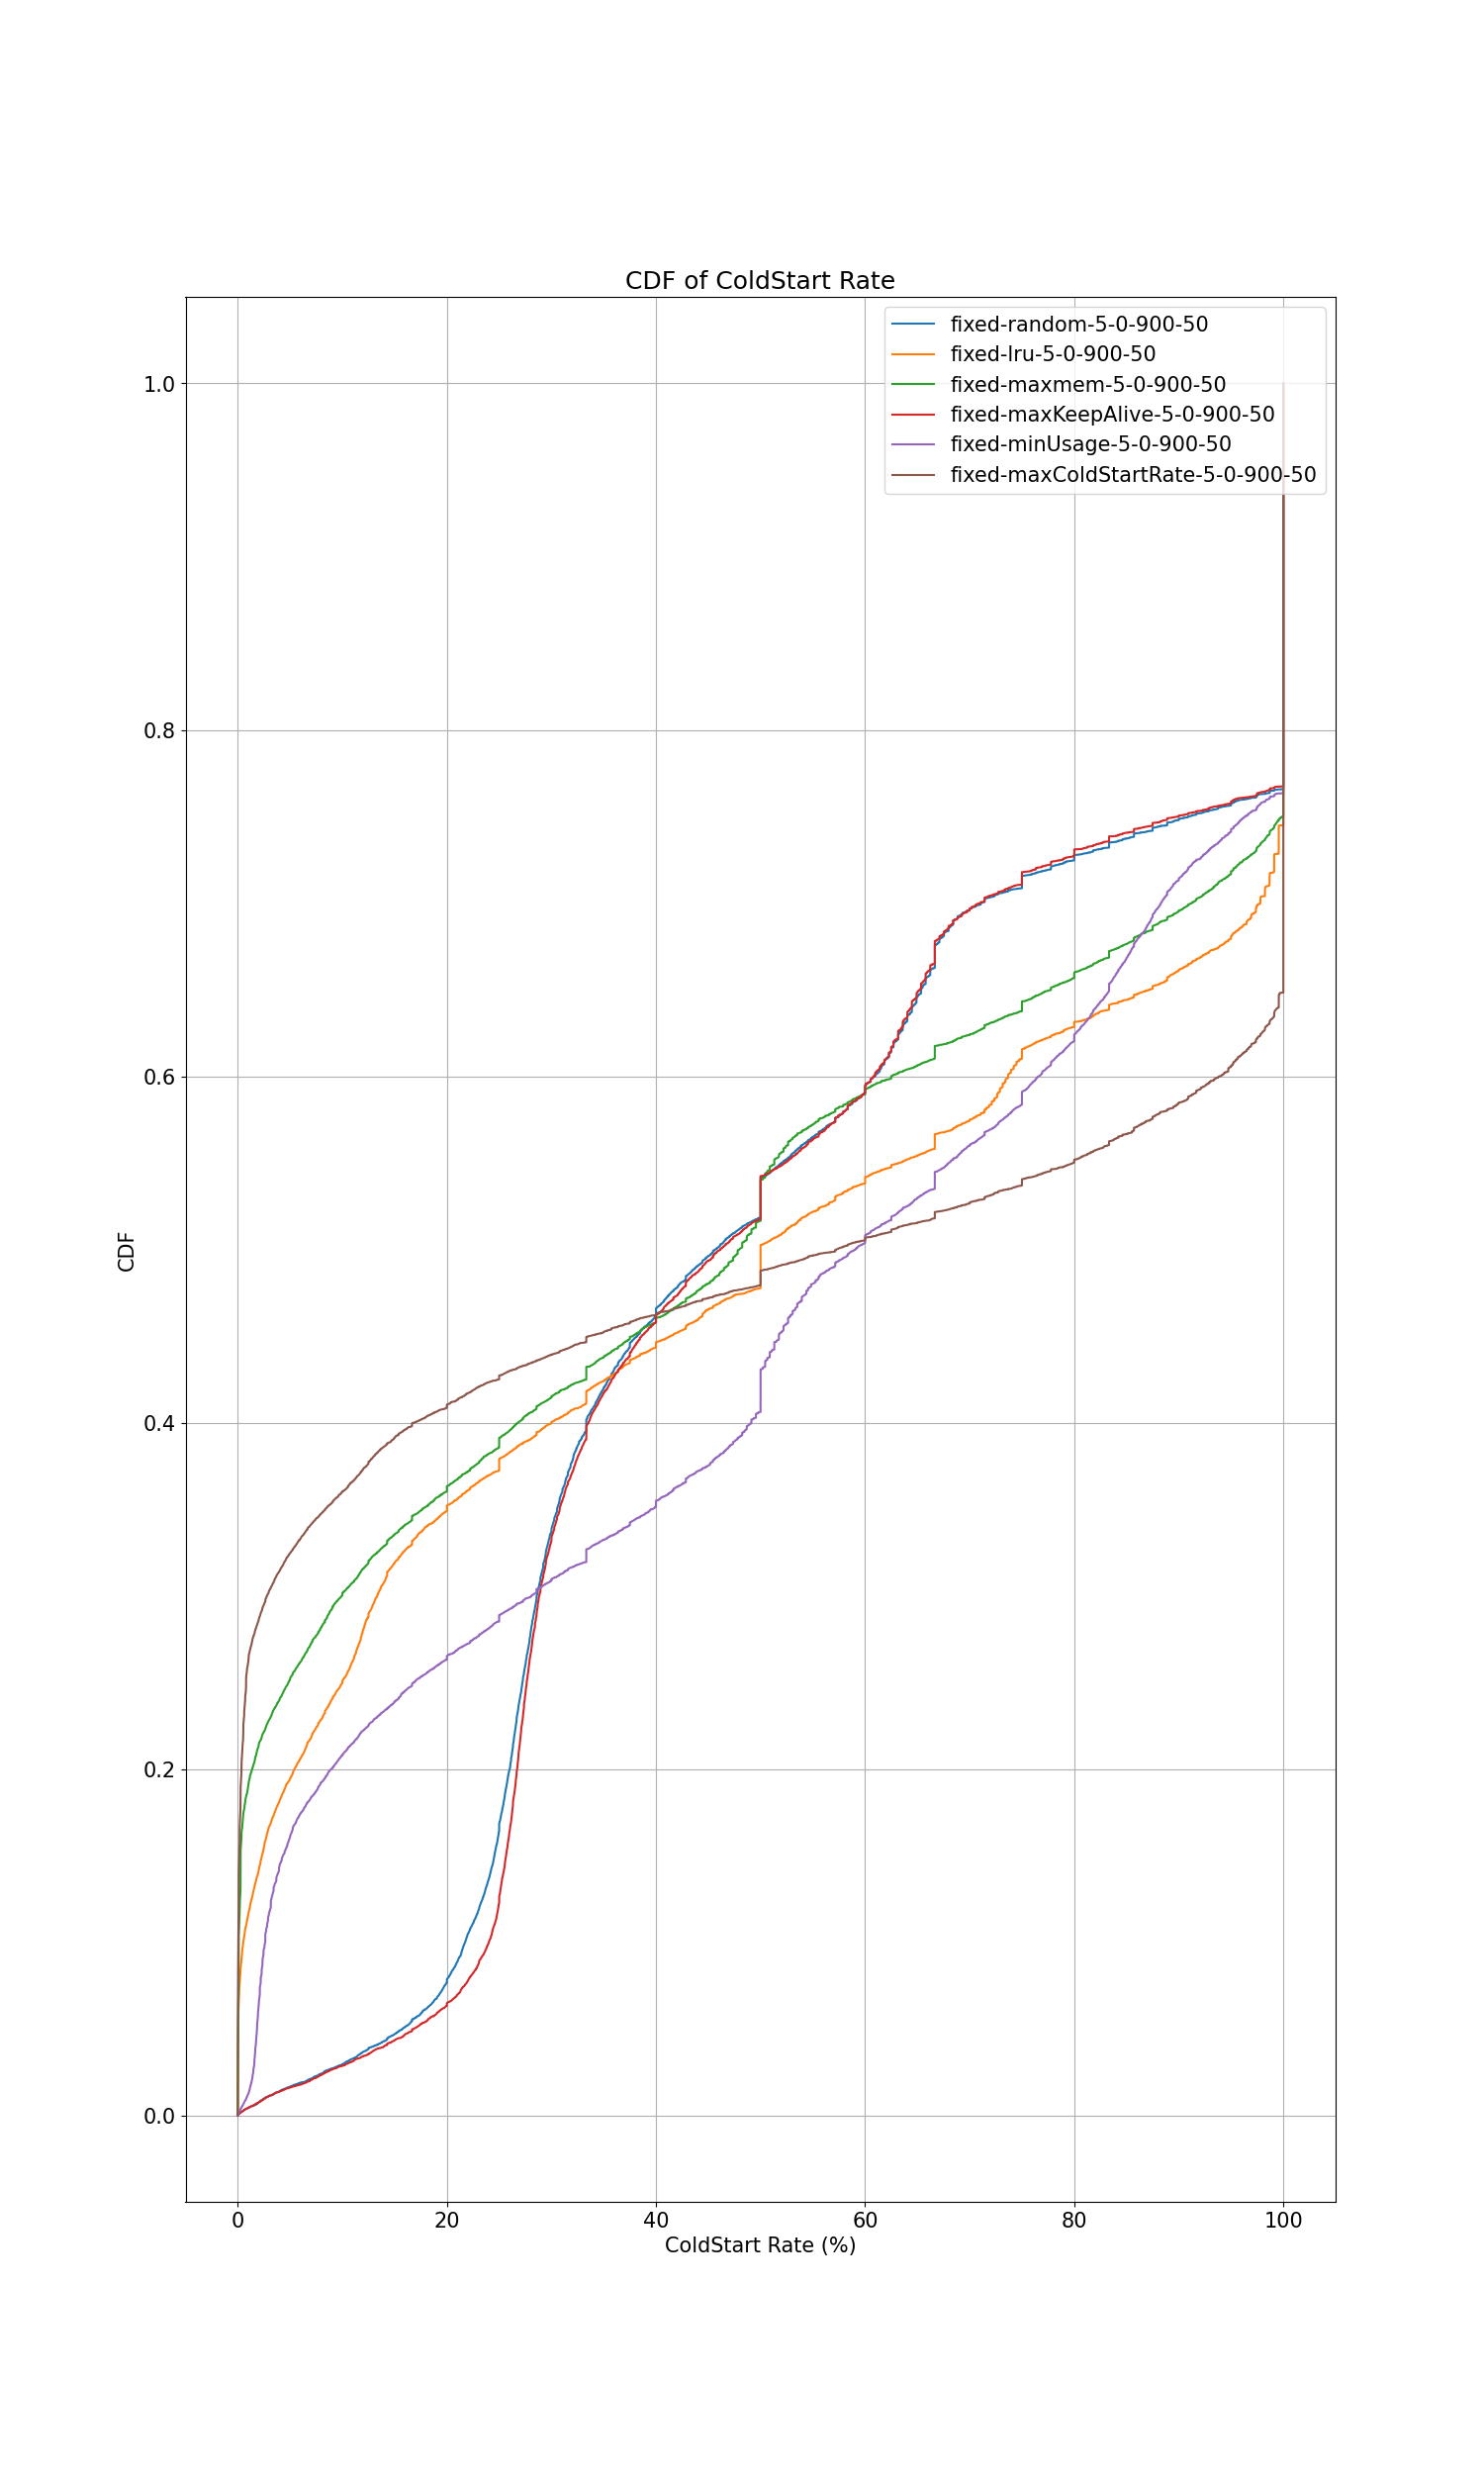 CDF of ColdStart Rate
fixed-random-5-0-900-50
fixed-lru-5-0-900-50
fixed-maxmem-5-0-900-50
fixed-maxKeepAlive-5-0-900-50
fixed-minUsage-5-0-900-50
fixed-maxColdStartRate-5-0-900-50
1.0
0.8
0.6
CDF
0.4
0.2
0.0
0 20 40 60 80 100
ColdStart Rate (%)